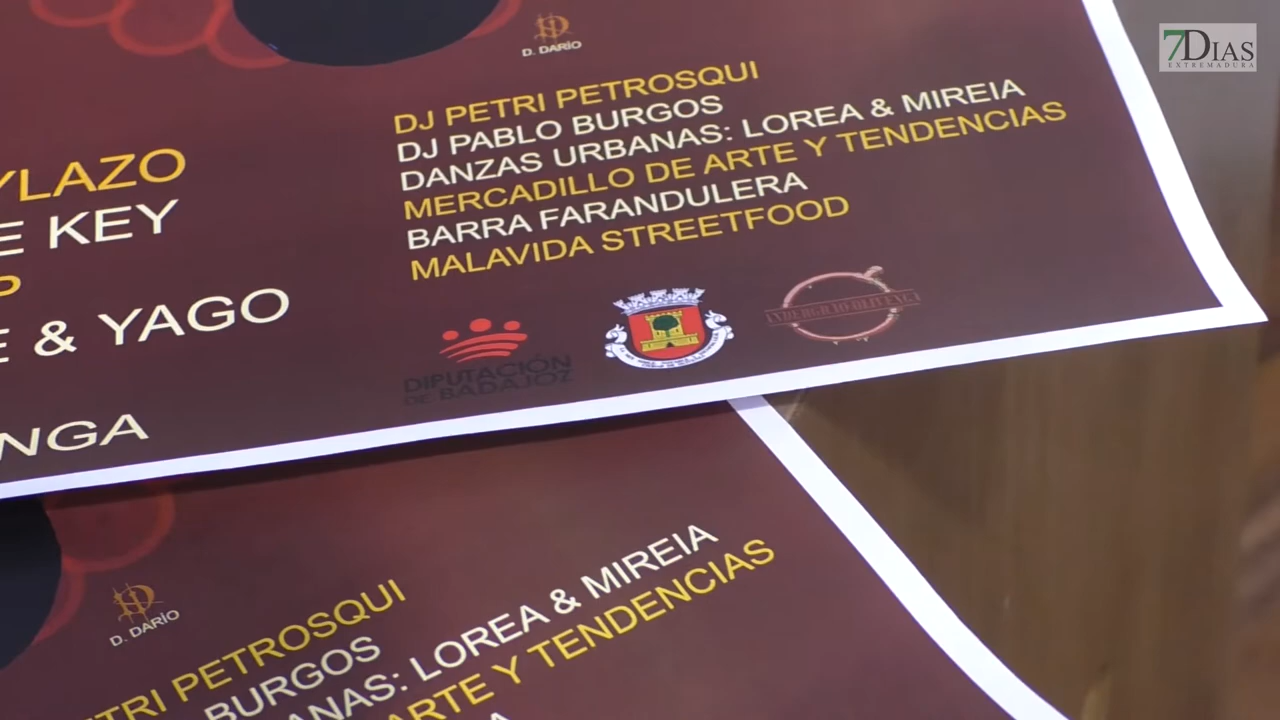 7DIAS
EXTREMADURA
D. DARÍO
DJ PETRI PETROSQUI
DJ PABLO BURGOS
DANZAS URBANAS: LOREA & MIREIA
MERCADILLO DE ARTE Y TENDENCIAS
BARRA FARANDULERA
MALAVIDA STREETFOOD
YLAZO
E KEY
P
E & YAGO
NGA
DIPUTACIÓN
DE BADAJOZ
D. DARÍO
TRI PETROSQUI
BURGOS
ANAS: LOREA & MIREIA
ARTE Y TENDENCIAS